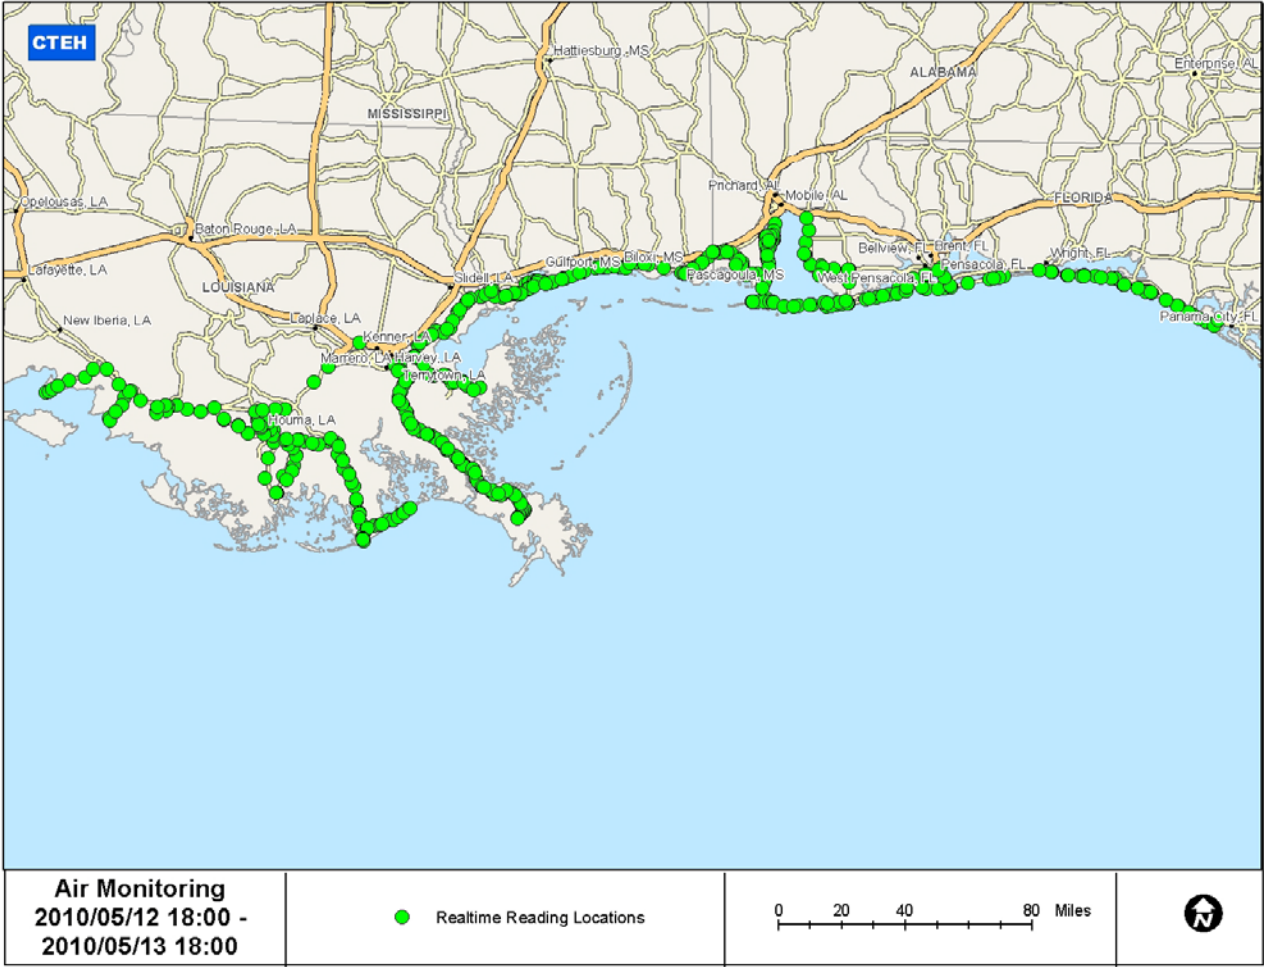 CTEH
Hattiesburg, MS
ALABAMA
Enterprise, AL
MISSISSIPPI
Prichard, AL
Mobile, AL
FLORIDA
Opelousas, LA
Baton Rouge, LA
Bellview, FL
Brent, FL
Wright, FL
Gulfport, MS
Biloxi, MS
Pensacola, FL
Lafayette, LA
Slidell, LA
Pascagoula, MS
West Pensacola, FL
LOUISIANA
New Iberia, LA
Laplace, LA
Panama City, FL
Kenner, LA
Marrero, LA
Harvey, LA
Terrytown, LA
Houma, LA
Air Monitoring
2010/05/12 18:00 -
2010/05/13 18:00
Realtime Reading Locations
0 20 40 80 Miles
N